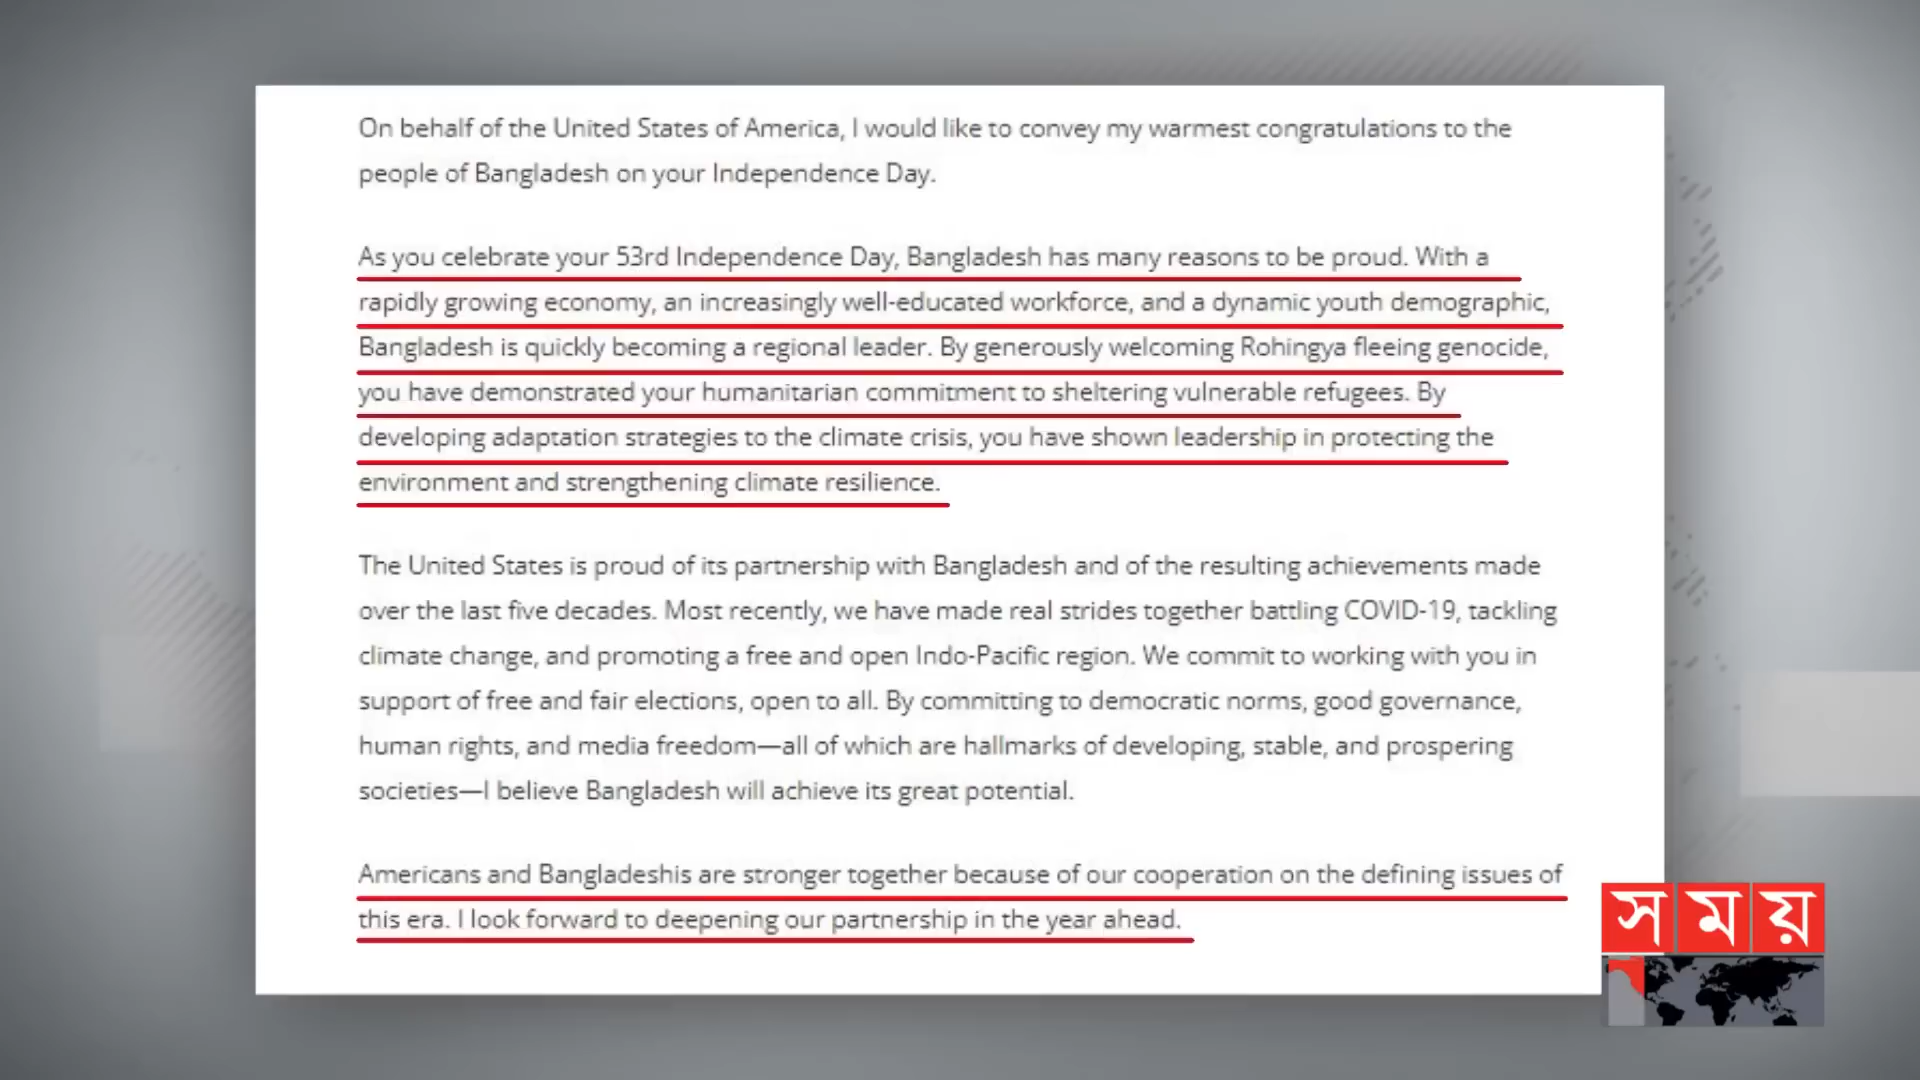 On behalf of the United States of America, I would like to convey my warmest congratulations to the
people of Bangladesh on your Independence Day.
As you celebrate your 53rd Independence Day, Bangladesh has many reasons to be proud. With a
rapidly growing economy, an increasingly well-educated workforce, and a dynamic youth demographic,
Bangladesh is quickly becoming a regional leader. By generously welcoming Rohingya fleeing genocide,
you have demonstrated your humanitarian commitment to sheltering vulnerable refugees. By
developing adaptation strategies to the climate crisis, you have shown leadership in protecting the
environment and strengthening climate resilience.
The United States is proud of its partnership with Bangladesh and of the resulting achievements made
over the last five decades. Most recently, we have made real strides together battling COVID-19, tackling
climate change, and promoting a free and open Indo-Pacific region. We commit to working with you in
support of free and fair elections, open to all. By committing to democratic norms, good governance,
human rights, and media freedom—all of which are hallmarks of developing, stable, and prospering
societies—I believe Bangladesh will achieve its great potential.
Americans and Bangladeshis are stronger together because of our cooperation on the defining issues of
this era. I look forward to deepening our partnership in the year ahead.
সময়